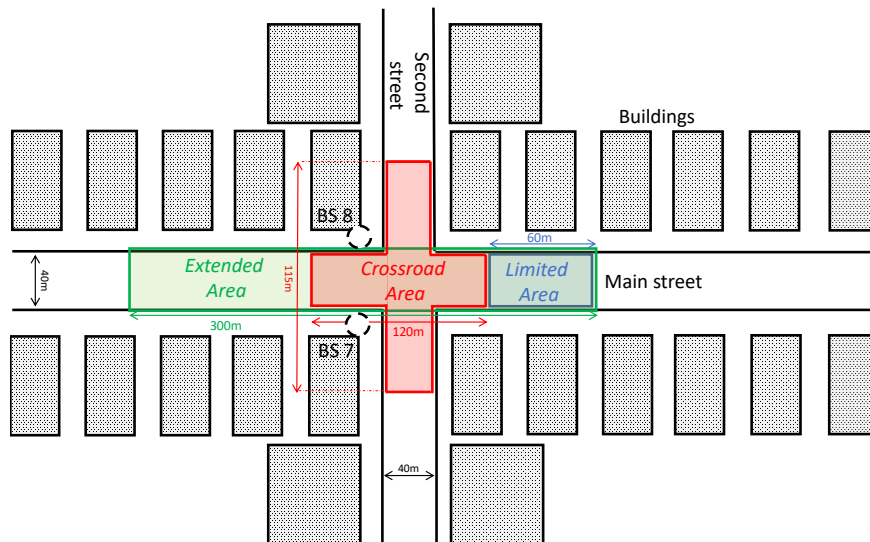 Second
street
Buildings
BS 8
60m
Extended
Area
Crossroad
Area
Limited
Area
Main street
40m
115m
300m
120m
BS 7
40m